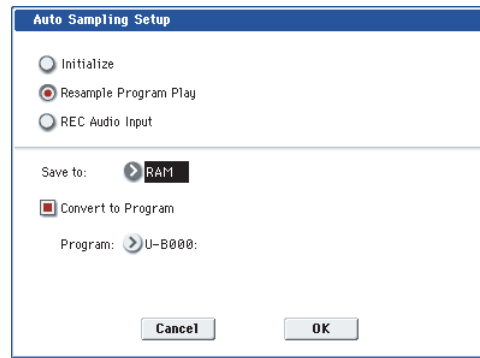 Auto Sampling Setup
Initialize
Resample Program Play
REC Audio Input
Save to: RAM
Convert to Program
Program: U-B000:
Cancel OK